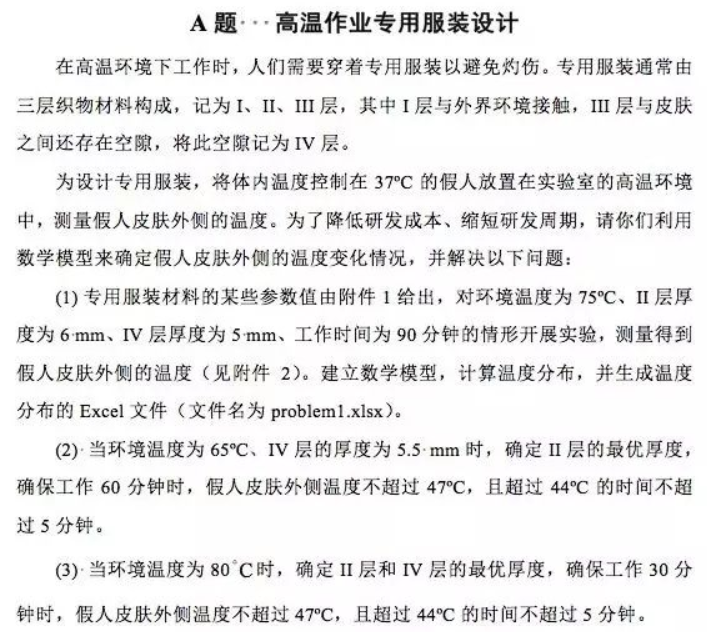 A 题···高温作业专用服装设计
在高温环境下工作时，人们需要穿着专用服装以避免灼伤。专用服装通常由
三层织物材料构成，记为 I、II、III 层，其中 I 层与外界环境接触，III 层与皮肤
之间还存在空隙，将此空隙记为 IV 层。
为设计专用服装，将体内温度控制在 37ºC 的假人放置在实验室的高温环境
中，测量假人皮肤外侧的温度。为了降低研发成本、缩短研发周期，请你们利用
数学模型来确定假人皮肤外侧的温度变化情况，并解决以下问题：
(1) 专用服装材料的某些参数值由附件 1 给出，对环境温度为 75ºC、II 层厚
度为 6·mm、IV 层厚度为 5·mm、工作时间为 90 分钟的情形开展实验，测量得到
假人皮肤外侧的温度（见附件 2）。建立数学模型，计算温度分布，并生成温度
分布的 Excel 文件（文件名为 problem1.xlsx）。
(2)· 当环境温度为 65ºC、IV 层的厚度为 5.5·mm 时，确定 II 层的最优厚度，
确保工作 60 分钟时，假人皮肤外侧温度不超过 47ºC，且超过 44ºC 的时间不超
过 5 分钟。
(3)· 当环境温度为 80°C 时，确定 II 层和 IV 层的最优厚度，确保工作 30 分
钟时，假人皮肤外侧温度不超过 47ºC，且超过 44ºC 的时间不超过 5 分钟。